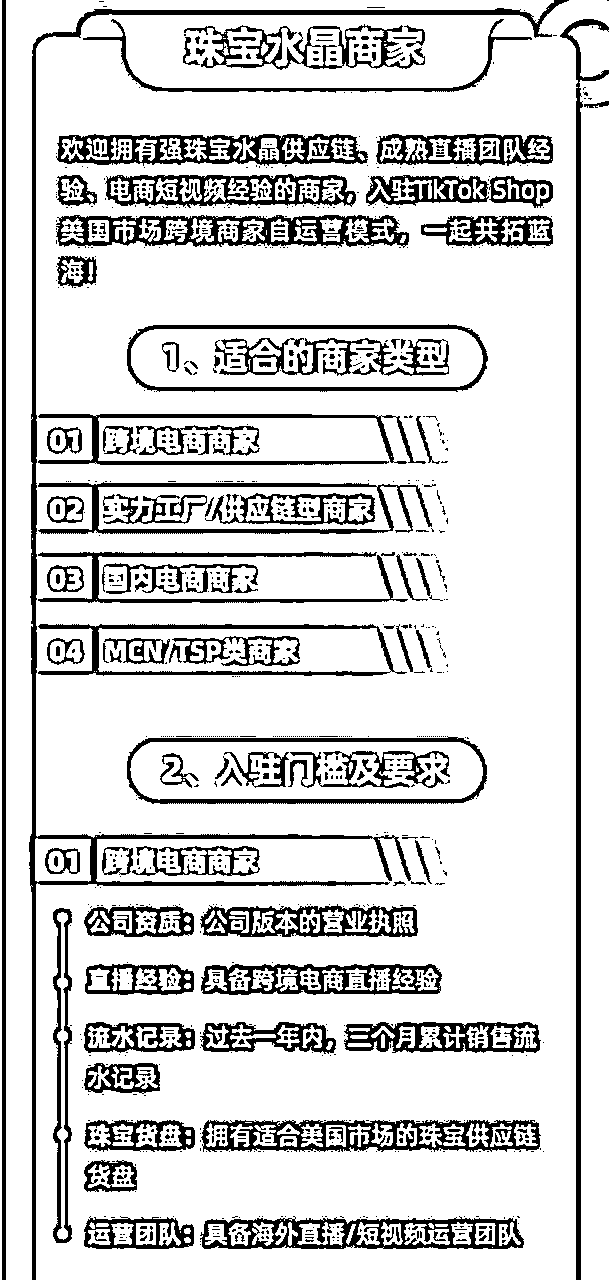 珠宝水晶商家
欢迎拥有强珠宝水晶供应链、成熟直播团队经
验、电商短视频经验的商家，入驻TikTok Shop
美国市场跨境商家自运营模式，一起共拓蓝
海！
1、适合的商家类型
01 跨境电商商家
02 实力工厂/供应链型商家
03 国内电商商家
04 MCN/TSP类商家
2、入驻门槛及要求
01 跨境电商商家
公司资质：公司版本的营业执照
直播经验：具备跨境电商直播经验
流水记录：过去一年内，三个月累计销售流
水记录
珠宝货盘：拥有适合美国市场的珠宝供应链
货盘
运营团队：具备海外直播/短视频运营团队